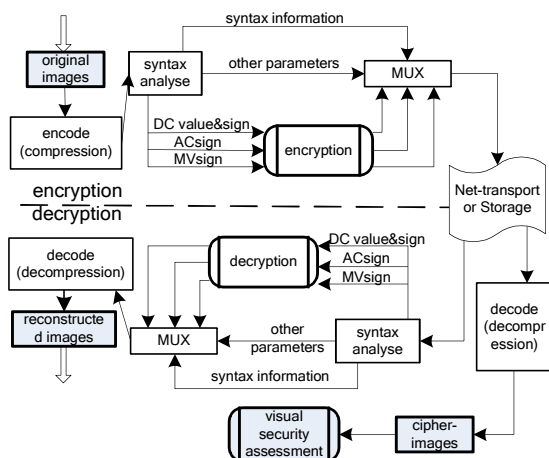 syntax information
original
images
syntax
analyse
other parameters
MUX
encode
(compression)
DC value&sign
ACsign
MVsign
encryption
encryption
decryption
Net-transport
or Storage
decode
(decompression)
decryption
DC value&sign
ACsign
MVsign
reconstructe
d images
MUX
other
parameters
syntax
analyse
decode
(decompr
ession)
syntax information
visual
security
assessment
cipher-
images